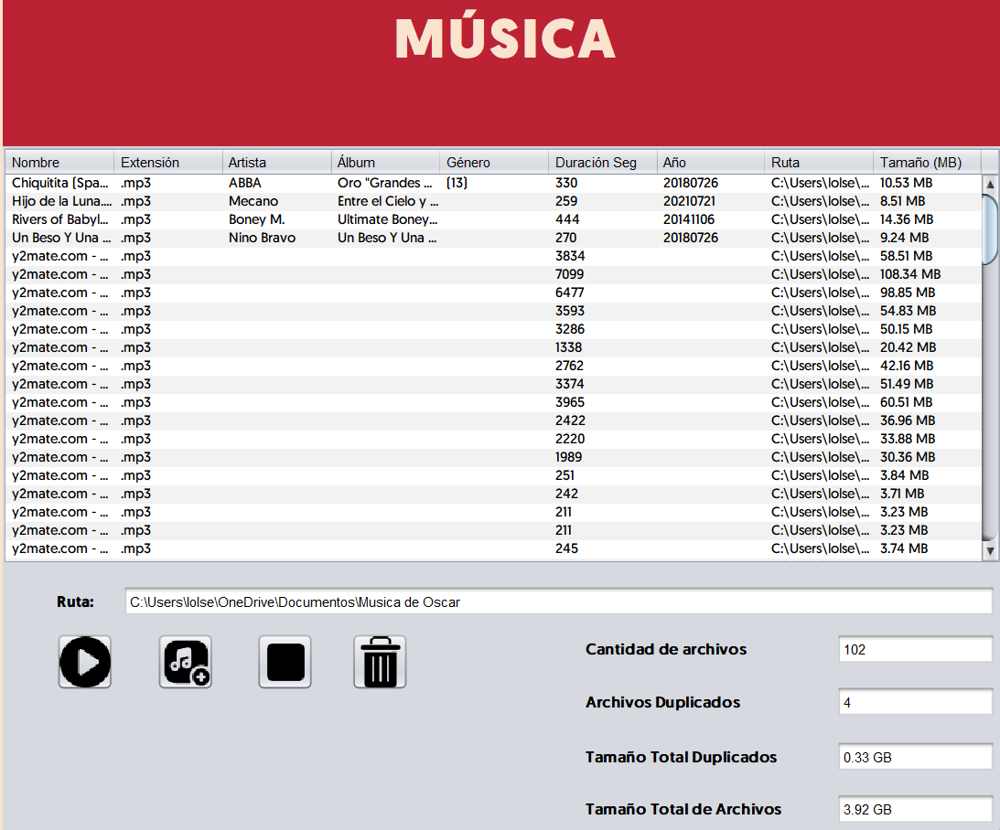 MÚSICA
Nombre Extensión Artista Álbum Género Duración Seg Año Ruta Tamaño (MB)
Chiquitita (Spa... .mp3 ABBA Oro "Grandes ... (13) 330 20180726 C:\Users\lolse\... 10.53 MB
Hijo de la Luna.... .mp3 Mecano Entre el Cielo y ... 259 20210721 C:\Users\lolse\... 8.51 MB
Rivers of Babyl... .mp3 Boney M. Ultimate Boney... 444 20141106 C:\Users\lolse\... 14.36 MB
Un Beso Y Una ... .mp3 Nino Bravo Un Beso Y Una ... 270 20180726 C:\Users\lolse\... 9.24 MB
y2mate.com - ... .mp3 3834 C:\Users\lolse\... 58.51 MB
y2mate.com - ... .mp3 7099 C:\Users\lolse\... 108.34 MB
y2mate.com - ... .mp3 6477 C:\Users\lolse\... 98.85 MB
y2mate.com - ... .mp3 3593 C:\Users\lolse\... 54.83 MB
y2mate.com - ... .mp3 3286 C:\Users\lolse\... 50.15 MB
y2mate.com - ... .mp3 1338 C:\Users\lolse\... 20.42 MB
y2mate.com - ... .mp3 2762 C:\Users\lolse\... 42.16 MB
y2mate.com - ... .mp3 3374 C:\Users\lolse\... 51.49 MB
y2mate.com - ... .mp3 3965 C:\Users\lolse\... 60.51 MB
y2mate.com - ... .mp3 2422 C:\Users\lolse\... 36.96 MB
y2mate.com - ... .mp3 2220 C:\Users\lolse\... 33.88 MB
y2mate.com - ... .mp3 1989 C:\Users\lolse\... 30.36 MB
y2mate.com - ... .mp3 251 C:\Users\lolse\... 3.84 MB
y2mate.com - ... .mp3 242 C:\Users\lolse\... 3.71 MB
y2mate.com - ... .mp3 211 C:\Users\lolse\... 3.23 MB
y2mate.com - ... .mp3 211 C:\Users\lolse\... 3.23 MB
y2mate.com - ... .mp3 245 C:\Users\lolse\... 3.74 MB
Ruta: C:\Users\lolse\OneDrive\Documentos\Musica de Oscar
Cantidad de archivos 102
Archivos Duplicados 4
Tamaño Total Duplicados 0.33 GB
Tamaño Total de Archivos 3.92 GB